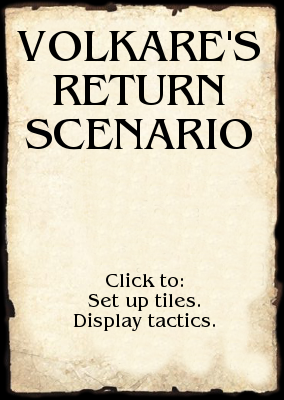 VOLKARE'S
RETURN
SCENARIO
Click to:
Set up tiles.
Display tactics.